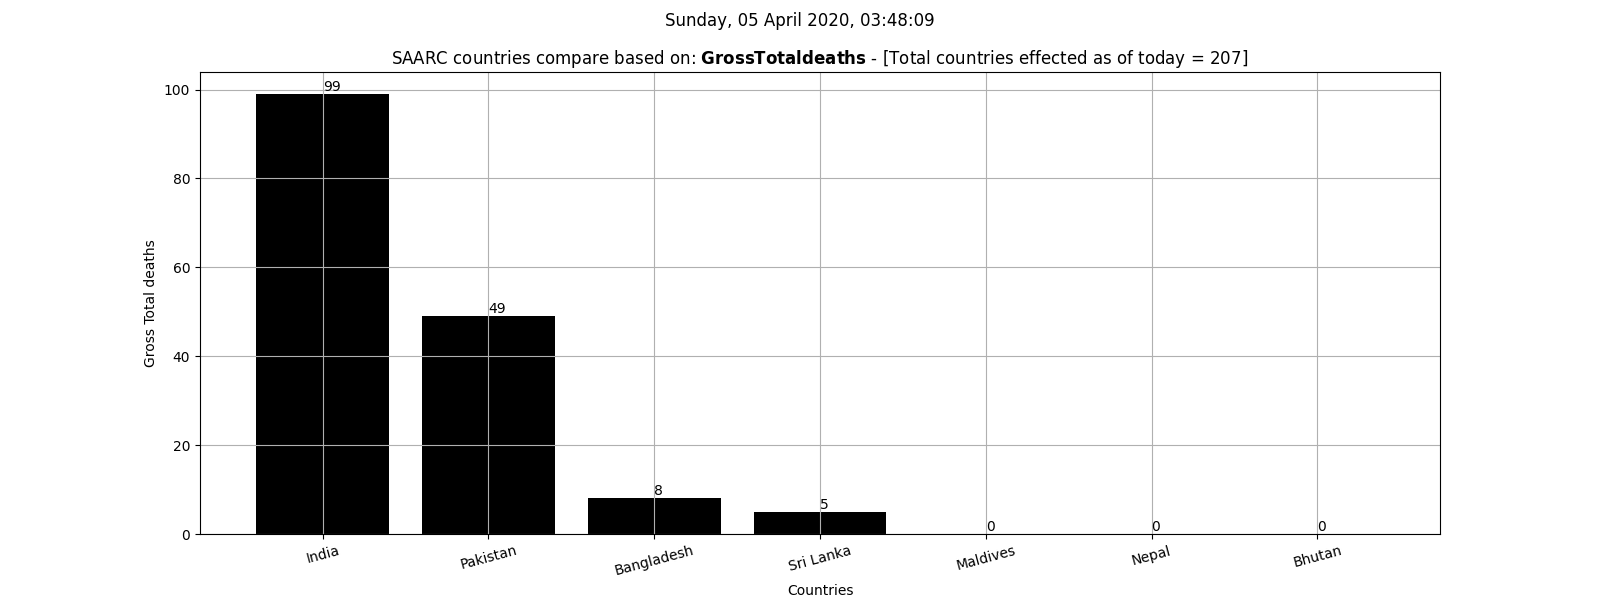 Sunday, 05 April 2020, 03:48:09
SAARC countries compare based on: GrossTotaldeaths - [Total countries effected as of today = 207]
Gross Total deaths
100
80
60
40
20
0
99
49
8
5
0
0
0
India
Pakistan
Bangladesh
Sri Lanka
Maldives
Nepal
Bhutan
Countries